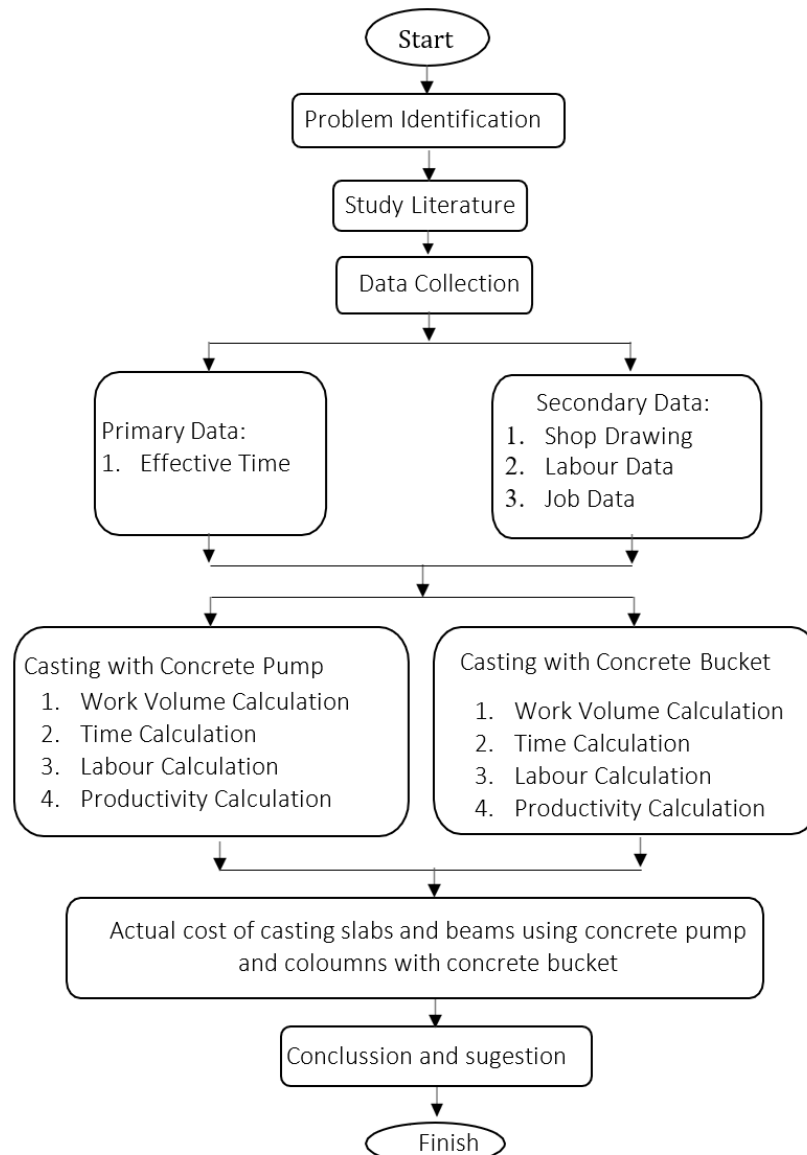 Start
Problem Identification
Study Literature
Data Collection
Primary Data:
1. Effective Time
Secondary Data:
1. Shop Drawing
2. Labour Data
3. Job Data
Casting with Concrete Pump
1. Work Volume Calculation
2. Time Calculation
3. Labour Calculation
4. Productivity Calculation
Casting with Concrete Bucket
1. Work Volume Calculation
2. Time Calculation
3. Labour Calculation
4. Productivity Calculation
Actual cost of casting slabs and beams using concrete pump
and coloumns with concrete bucket
Conclussion and sugestion
Finish